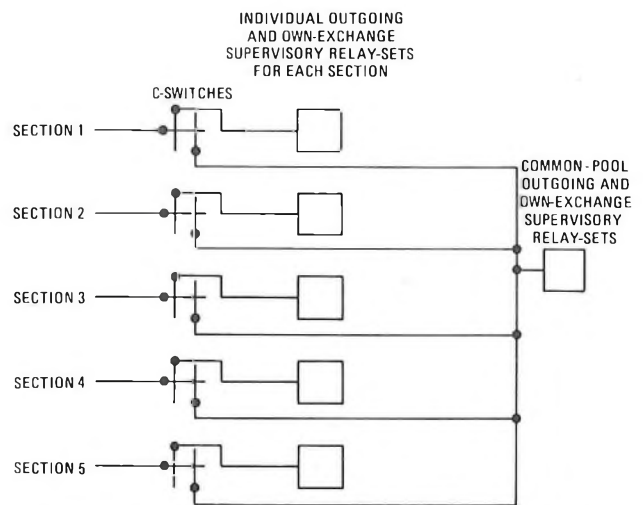 INDIVIDUAL OUTGOING
AND OWN-EXCHANGE
SUPERVISORY RELAY-SETS
FOR EACH SECTION
C-SWITCHES
SECTION 1
COMMON-POOL
OUTGOING AND
OWN-EXCHANGE
SUPERVISORY
RELAY-SETS
SECTION 2
SECTION 3
SECTION 4
SECTION 5